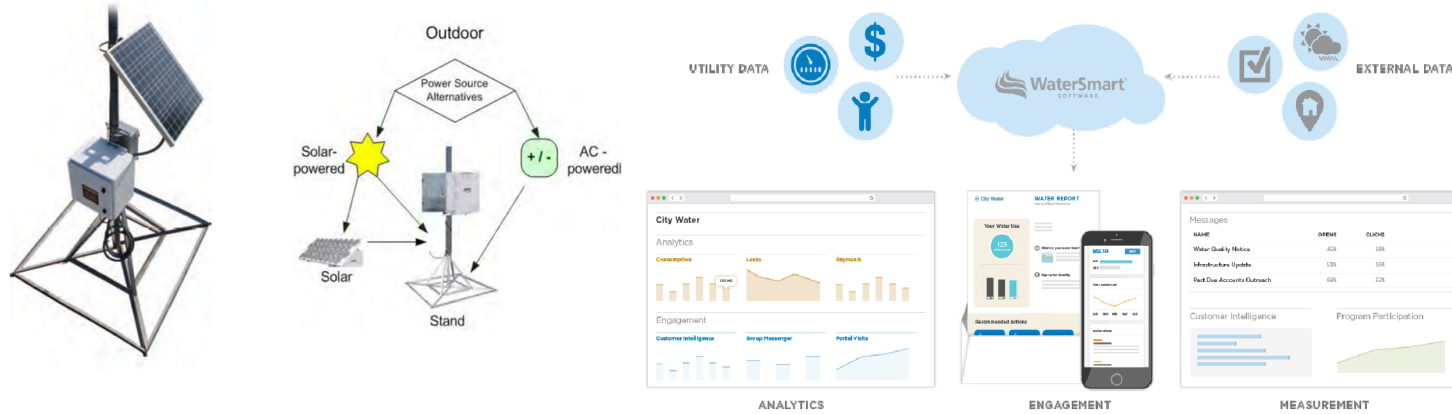 Outdoor
Power Source
Alternatives
Solar-
powered
+ / -
AC -
poweredl
Solar
Stand
UTILITY DATA
$
WaterSmart
SOFTWARE
EXTERNAL DATA
City Water
Analytics
Consumption
Leaks
Payments
Engagement
Customer Intelligence
Group Messenger
Portal Visits
ANALYTICS
City Water
WATER REPORT
Your Water Use
123
Recommended actions
ENGAGEMENT
Messages
NAME
OPENS
CLICKS
Water Quality Notice
Infrastructure Update
Past Due Accounts Outreach
Customer Intelligence
Program Participation
MEASUREMENT